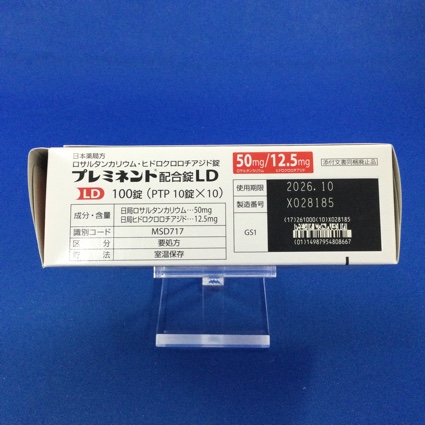 日本薬局方
ロサルタンカリウム・ヒドロクロロチアジド錠
プレミネント®配合錠LD
LD 100錠 (PTP 10錠×10)
50mg/12.5mg
ロサルタンカリウム ヒドロクロロチアジド
添付文書同梱廃止品
成分・含量 日局ロサルタンカリウム…50mg
日局ヒドロクロロチアジド…12.5mg
識別コード MSD717
区分 要処方
貯法 室温保存
使用期限 2026.10
製造番号 X028185
GS1
(17)261000(10)X028185
(01)14987954808667